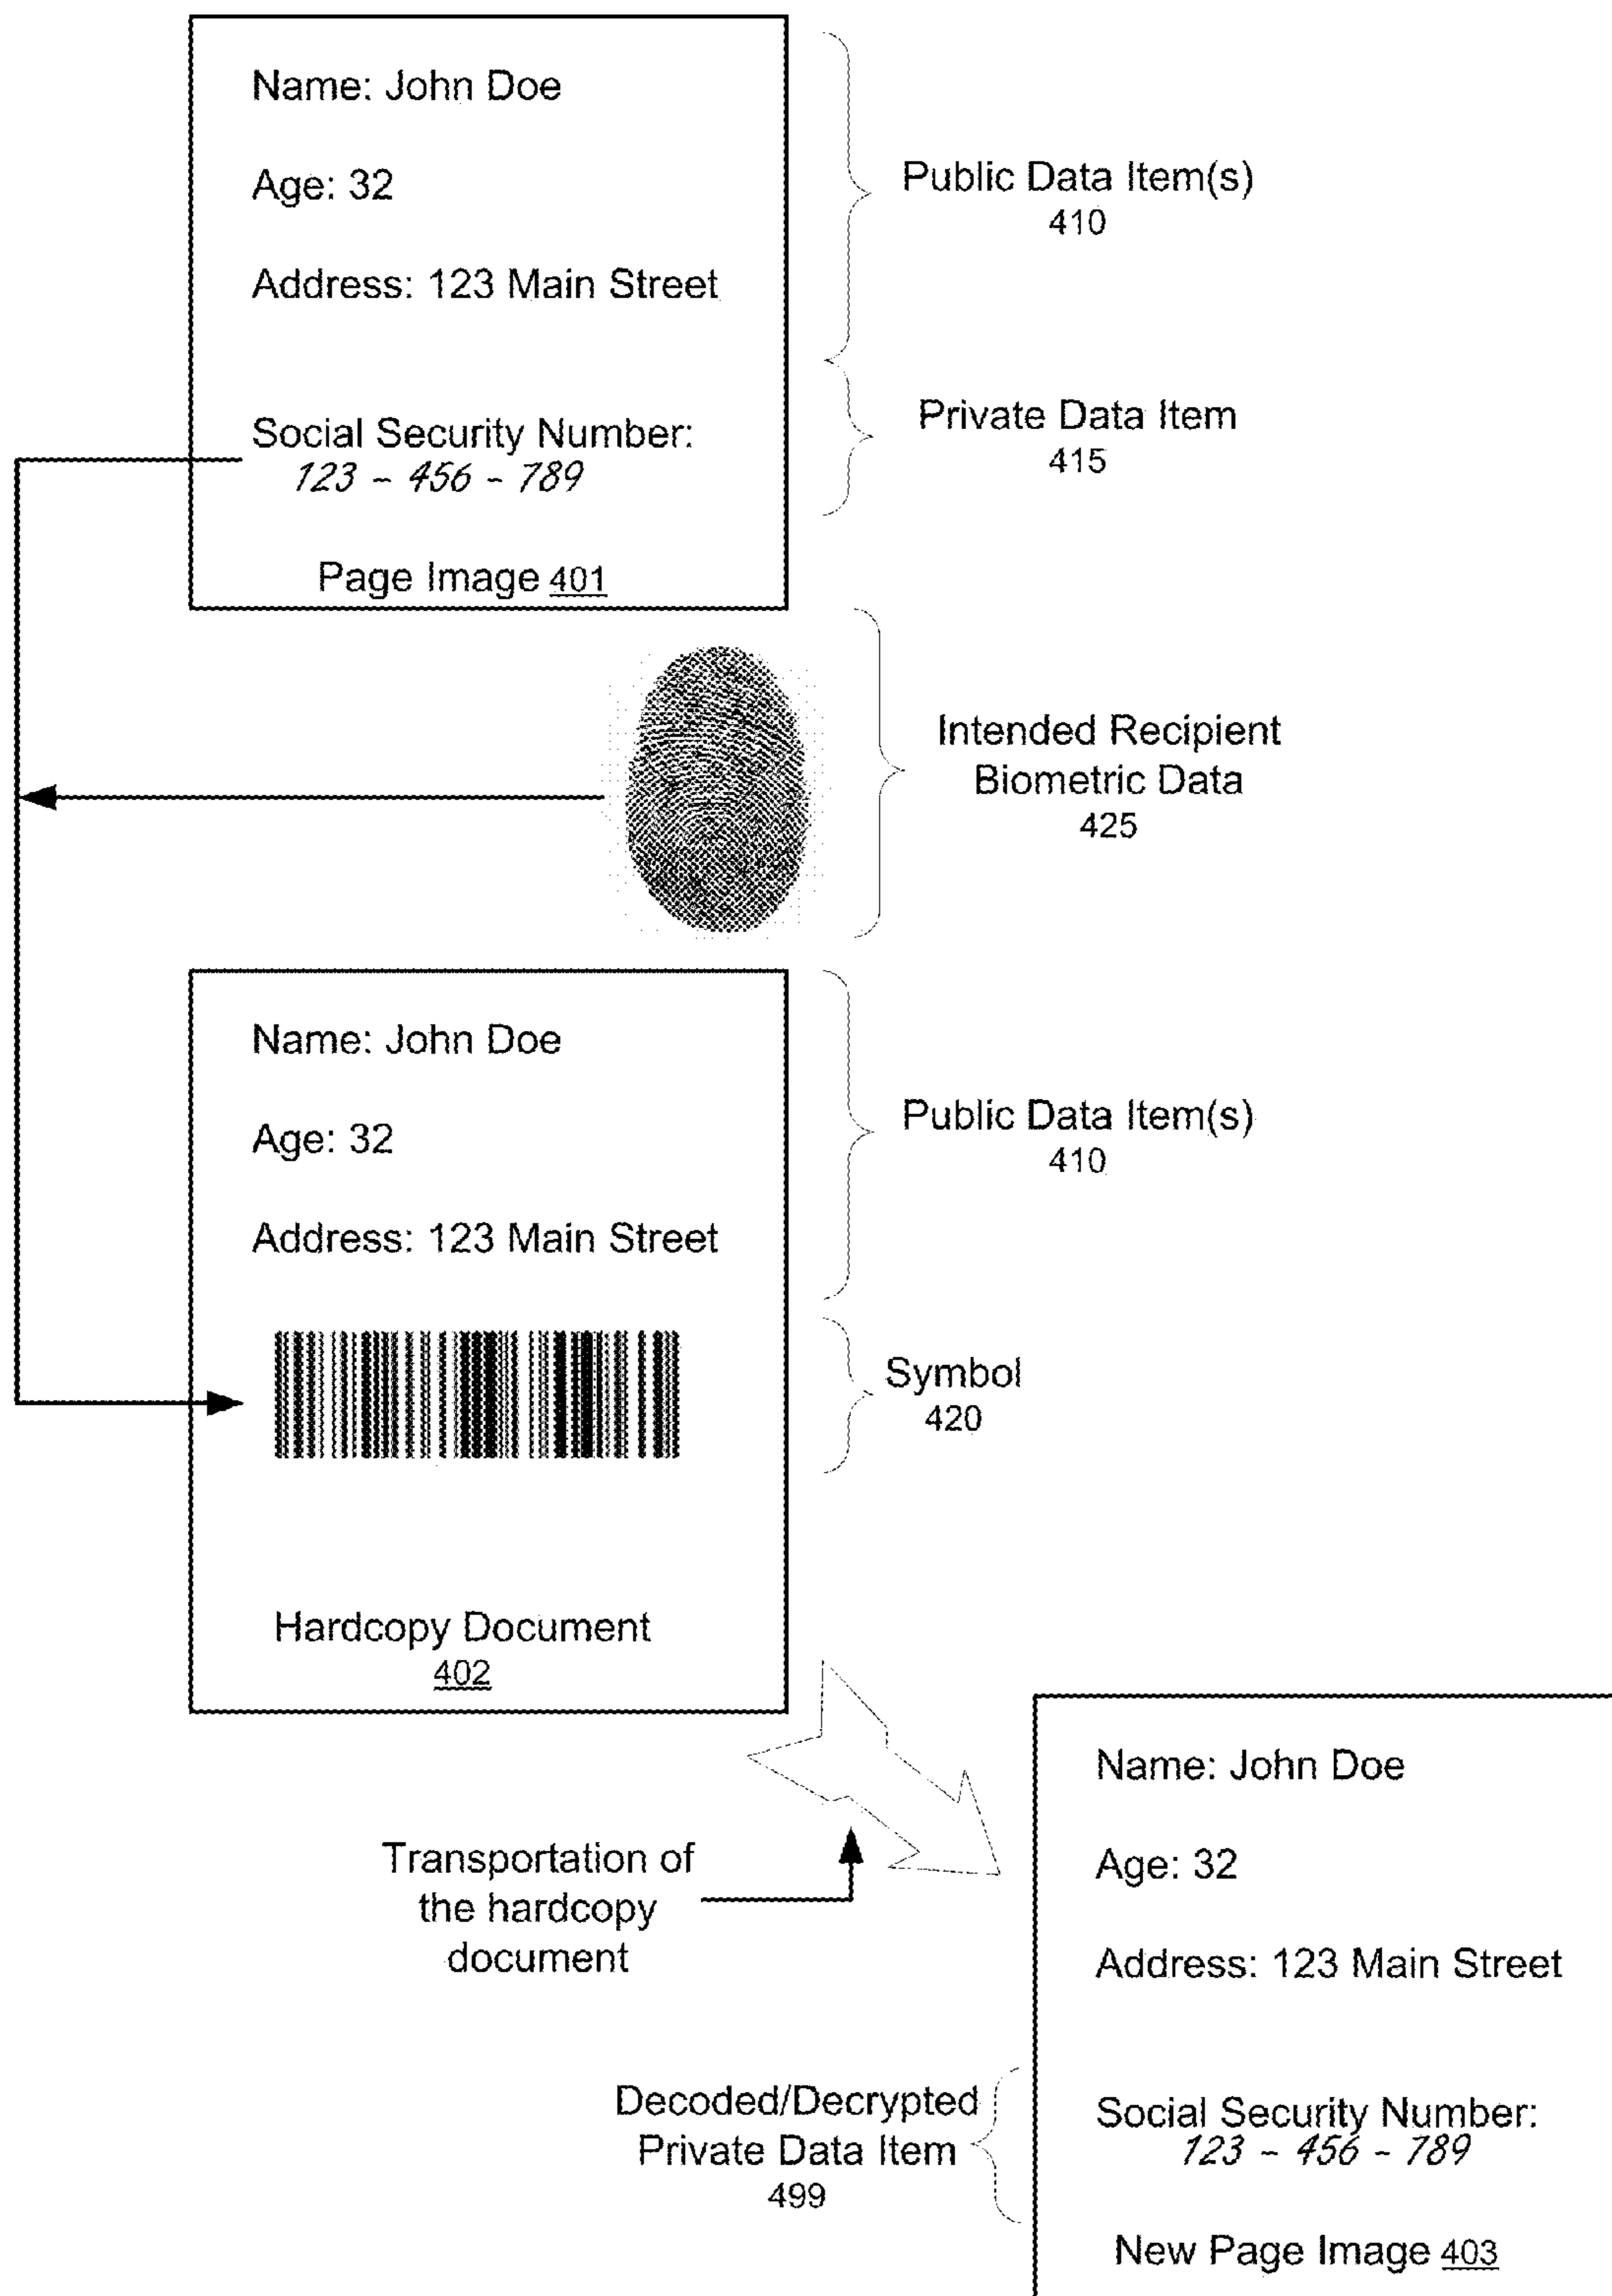 Name: John Doe
Age: 32
Address: 123 Main Street
Public Data Item(s)
410
Social Security Number:
123 - 456 - 789
Private Data Item
415
Page Image 401
Intended Recipient
Biometric Data
425
Name: John Doe
Age: 32
Address: 123 Main Street
Public Data Item(s)
410
Symbol
420
Hardcopy Document
402
Transportation of
the hardcopy
document
Name: John Doe
Age: 32
Address: 123 Main Street
Decoded/Decrypted
Private Data Item
499
Social Security Number:
123 - 456 - 789
New Page Image 403